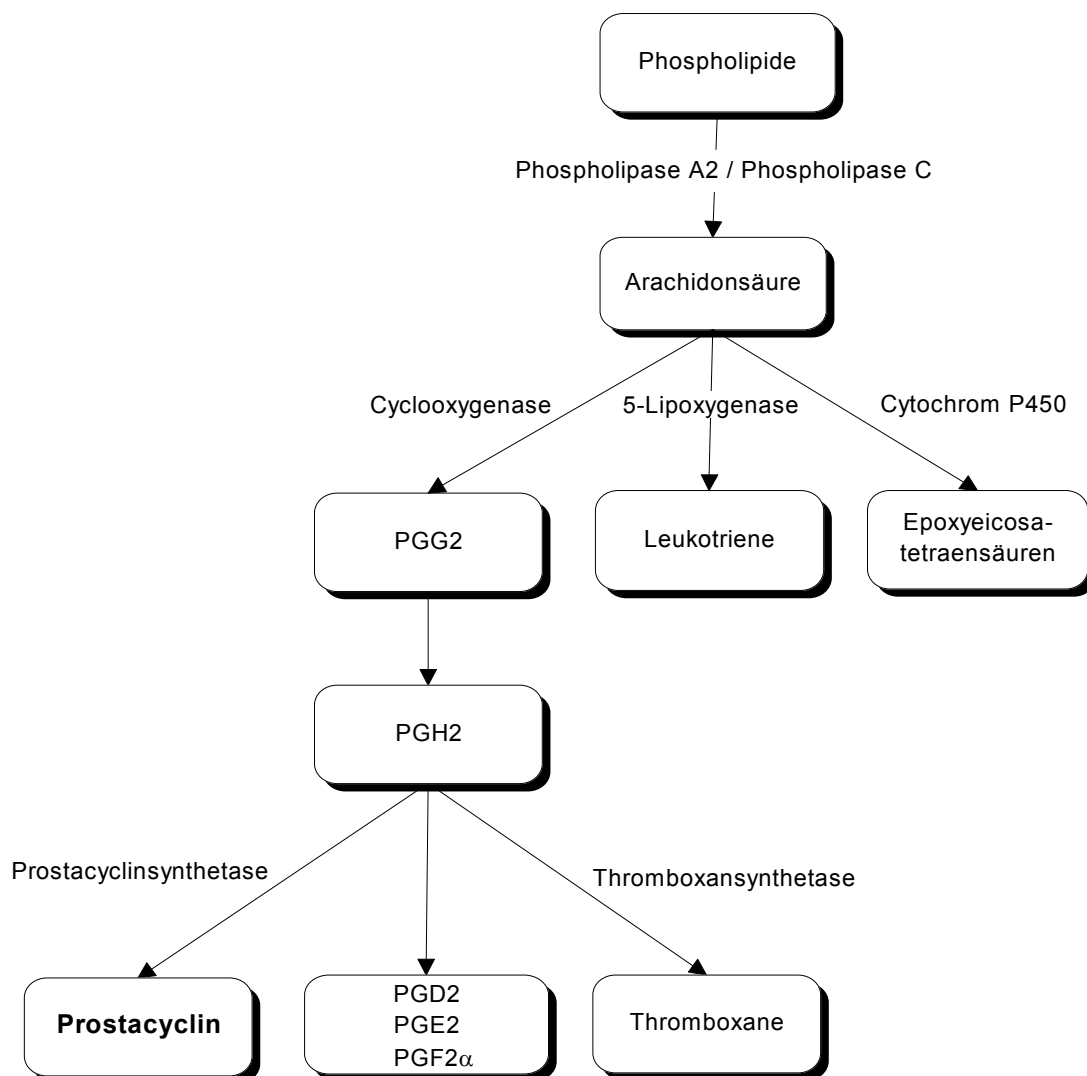 Phospholipide
Phospholipase A2 / Phospholipase C
Arachidonsäure
Cyclooxygenase
5-Lipoxygenase
Cytochrom P450
PGG2
Leukotriene
Epoxyeicosa-
tetraensäuren
PGH2
Prostacyclinsynthetase
Thromboxansynthetase
Prostacyclin
PGD2
PGE2
PGF2α
Thromboxane